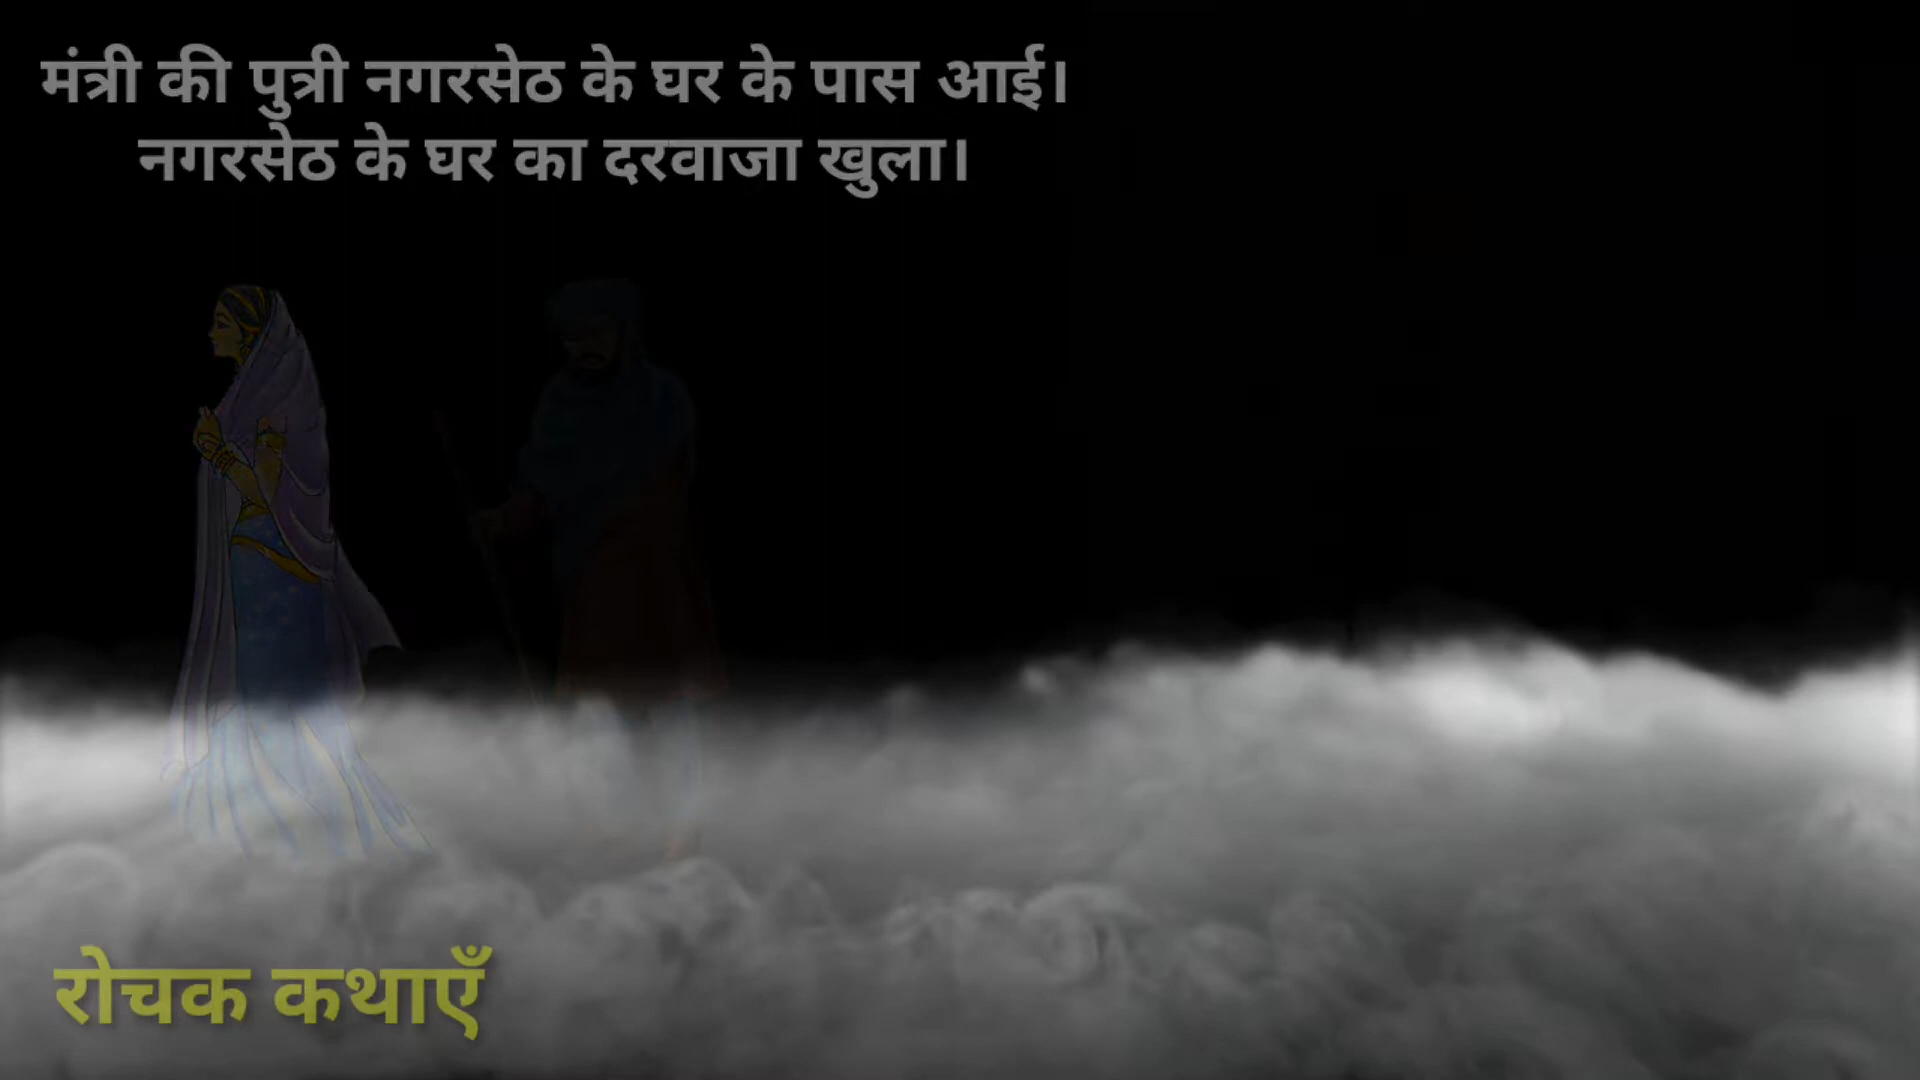 मंत्री की पुत्री नगरसेठ के घर के पास आई।
नगरसेठ के घर का दरवाजा खुला।
रोचक कथाएँ